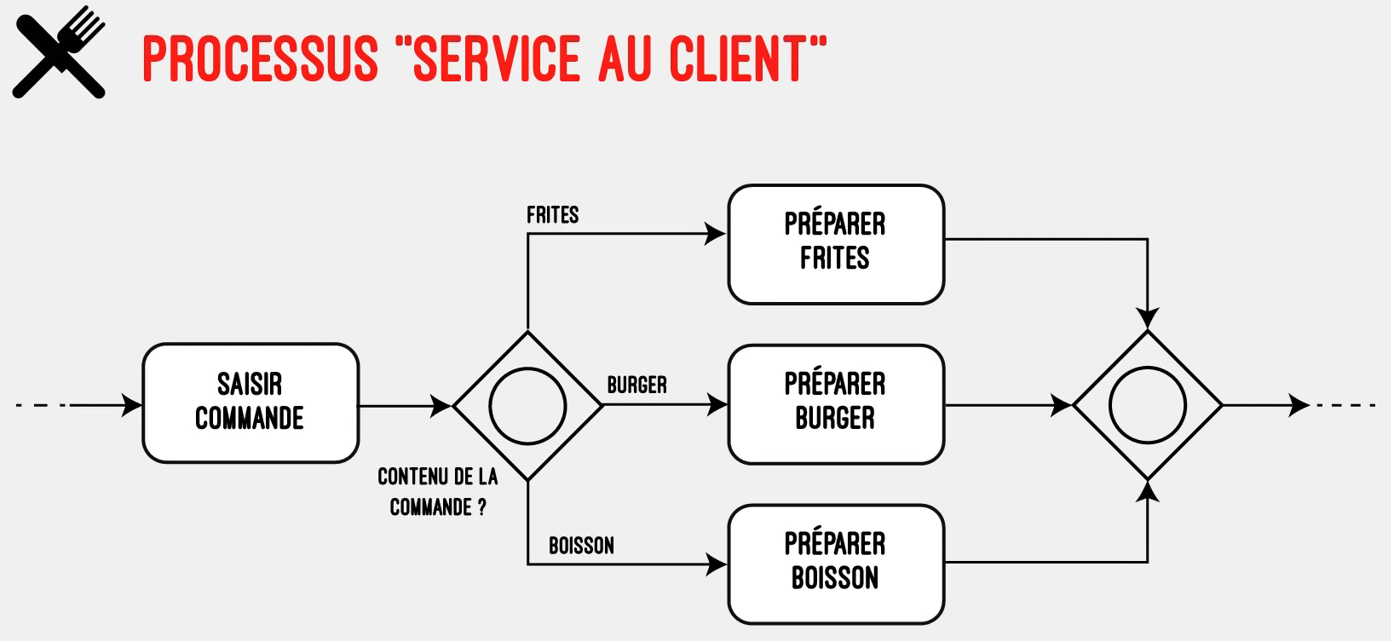 PROCESSUS "SERVICE AU CLIENT"
FRITES
PRÉPARER
FRITES
SAISIR
COMMANDE
BURGER
PRÉPARER
BURGER
CONTENU DE LA
COMMANDE ?
BOISSON
PRÉPARER
BOISSON